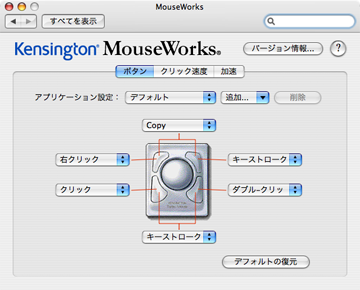 MouseWorks
すべてを表示
Kensington MouseWorks®
バージョン情報... ?
ボタン クリック速度 加速
アプリケーション設定： デフォルト 追加... 削除
Copy
右クリック キーストローク
クリック ダブル-クリッ
キーストローク
デフォルトの復元